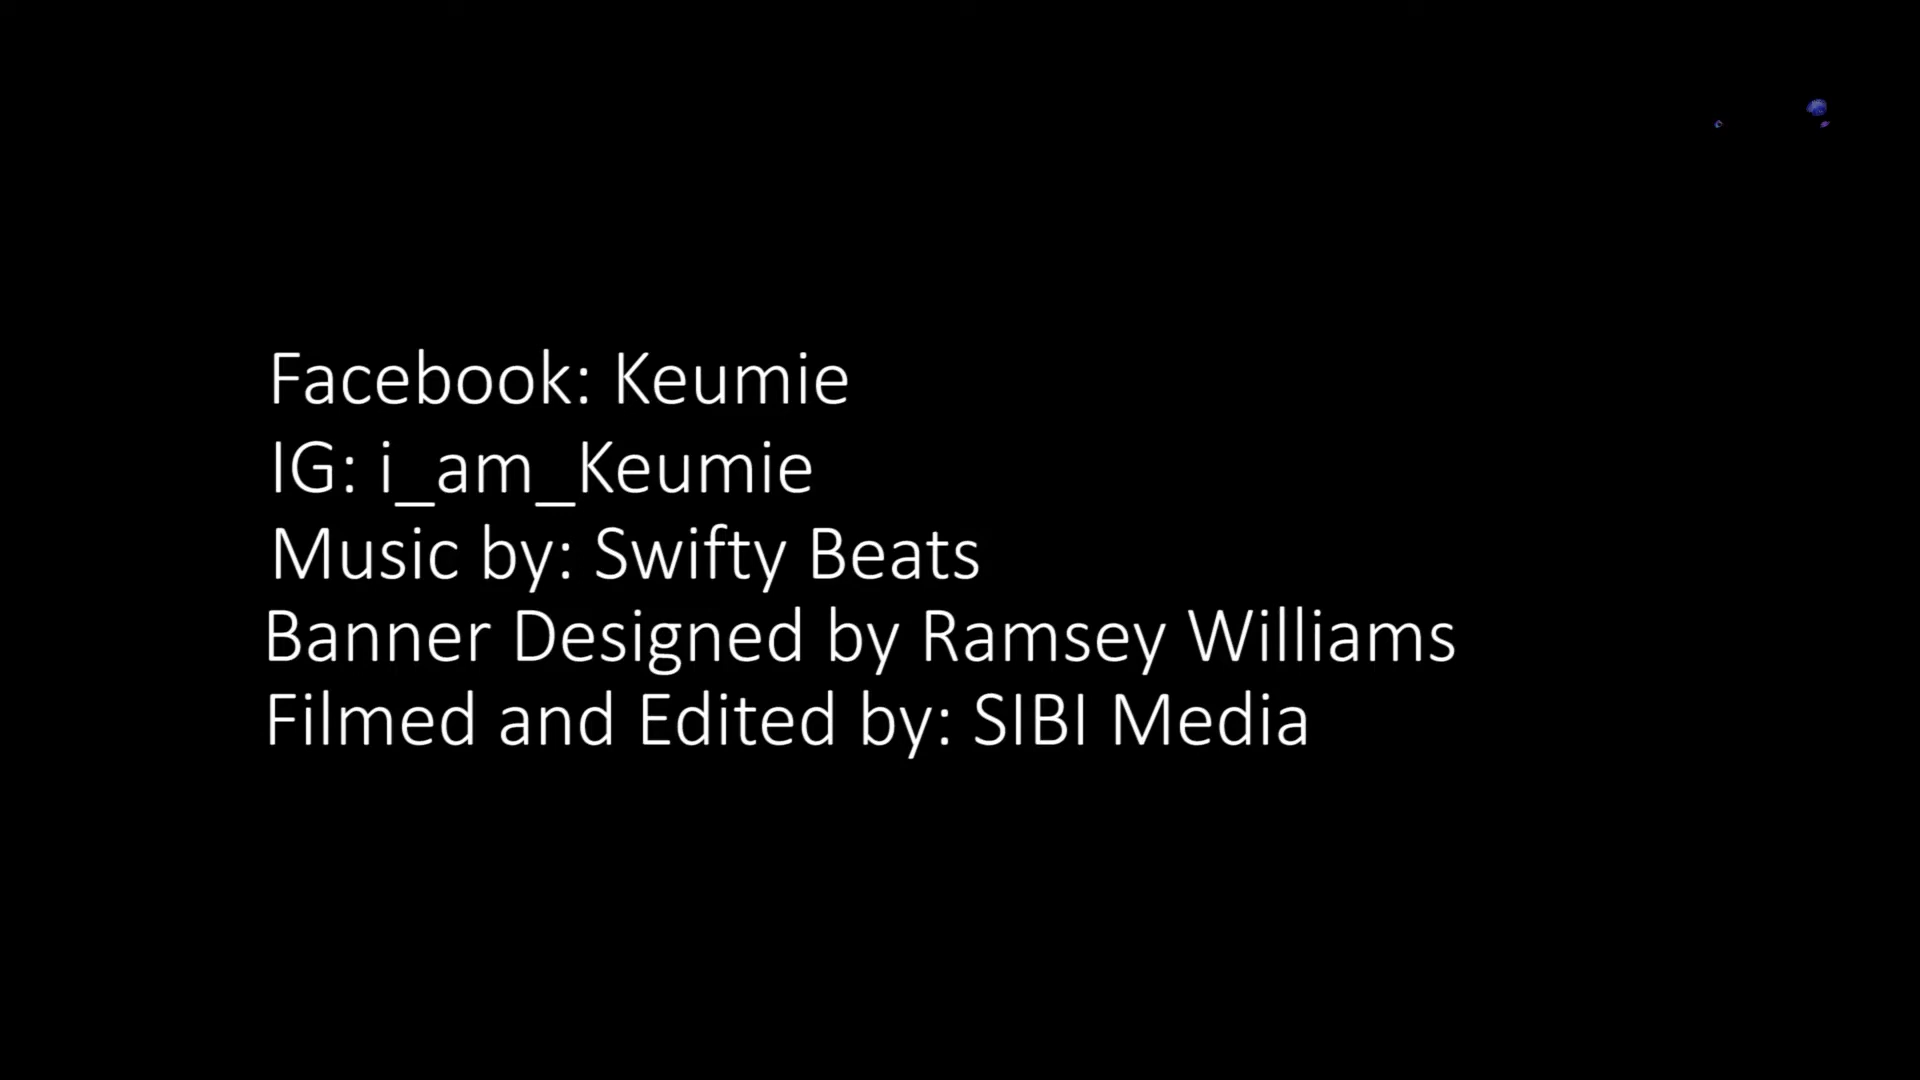 Facebook: Keumie
IG: i_am_Keumie
Music by: Swifty Beats
Banner Designed by Ramsey Williams
Filmed and Edited by: SIBI Media